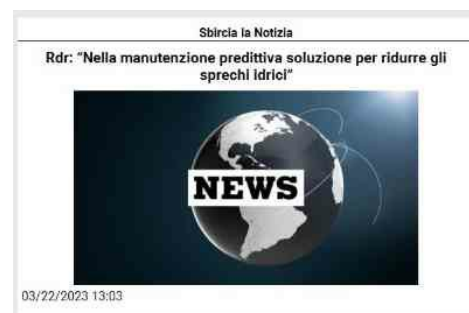 Sbircia la Notizia
Rdr: “Nella manutenzione predittiva soluzione per ridurre gli
sprechi idrici”
NEWS
03/22/2023 13:03